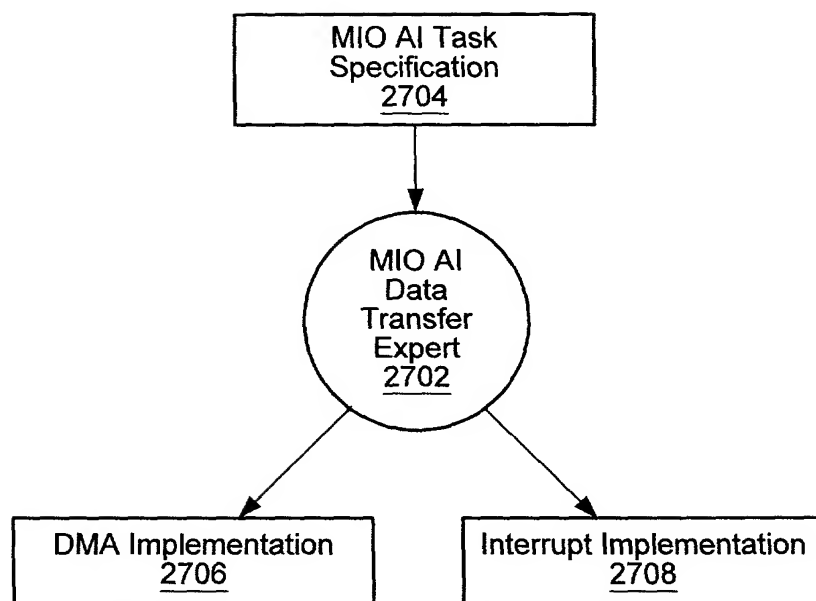 MIO AI Task
Specification
2704
MIO AI
Data
Transfer
Expert
2702
DMA Implementation
2706
Interrupt Implementation
2708